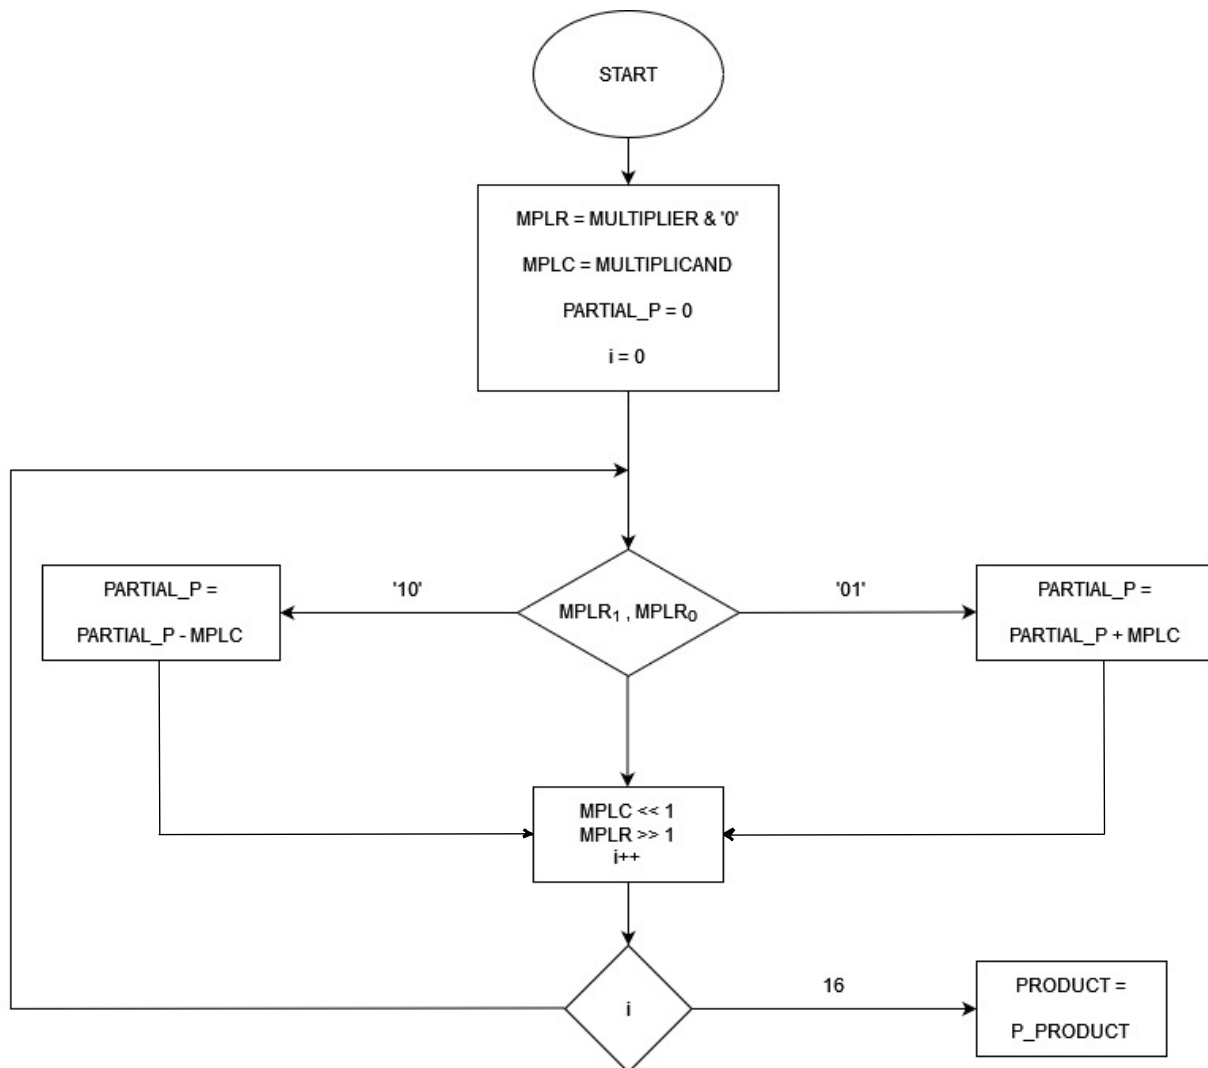 START
MPLR = MULTIPLIER & '0'
MPLC = MULTIPLICAND
PARTIAL_P = 0
i = 0
PARTIAL_P =
PARTIAL_P - MPLC
'10'
MPLR₁ , MPLR₀
'01'
PARTIAL_P =
PARTIAL_P + MPLC
MPLC << 1
MPLR >> 1
i++
i
16
PRODUCT =
P_PRODUCT